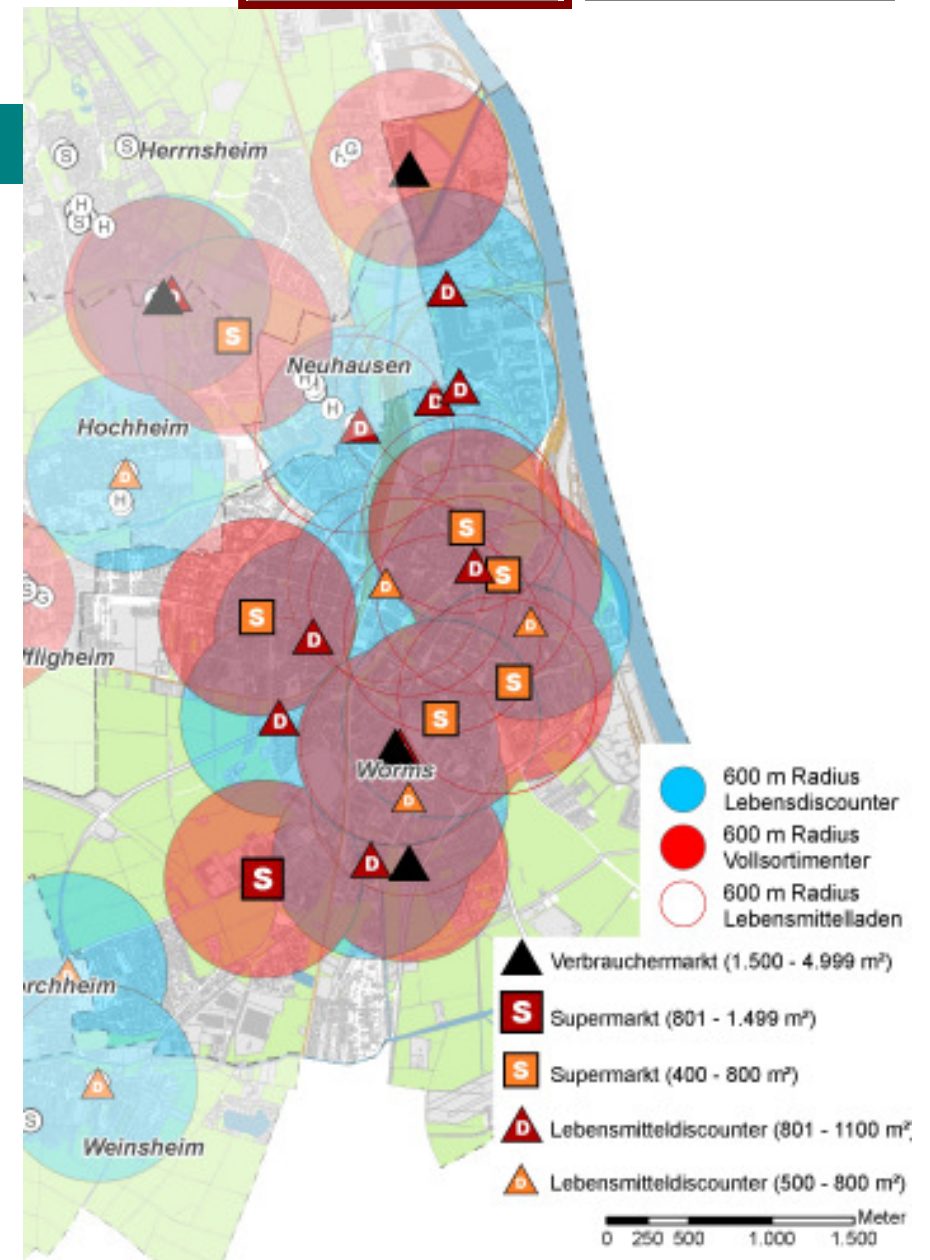 Herrnsheim
Neuhausen
Hochheim
ffligheim
Worms
rchheim
Weinsheim
S
S
H
S
H
G
D
S
D
D
D
H
H
D
D
H
S
D
S
D
D
S
G
S
D
S
D
S
D
S
D
D
D
S
600 m Radius
Lebensdiscounter
600 m Radius
Vollsortimenter
600 m Radius
Lebensmittelladen
Verbrauchermarkt (1.500 - 4.999 m²)
S Supermarkt (801 - 1.499 m²)
S Supermarkt (400 - 800 m²)
D Lebensmitteldiscounter (801 - 1100 m²
D Lebensmitteldiscounter (500 - 800 m²)
Meter
0 250 500 1.000 1.500